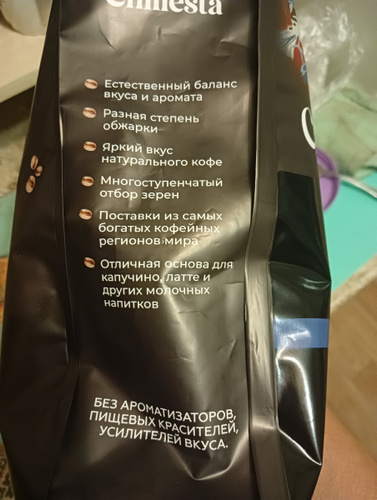 Естественный баланс
вкуса и аромата
Разная степень
обжарки
Яркий вкус
натурального кофе
Многоступенчатый
отбор зерен
Поставки из самых
богатых кофейных
регионов мира
Отличная основа для
капучино, латте и
других молочных
напитков
БЕЗ АРОМАТИЗАТОРОВ,
ПИЩЕВЫХ КРАСИТЕЛЕЙ,
УСИЛИТЕЛЕЙ ВКУСА.